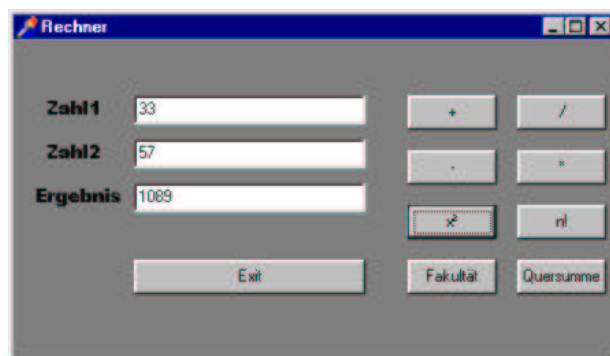 Rechner
Zahl1 33 + /
Zahl2 57 - *
Ergebnis 1089
x² n!
Exit Fakultät Quersumme